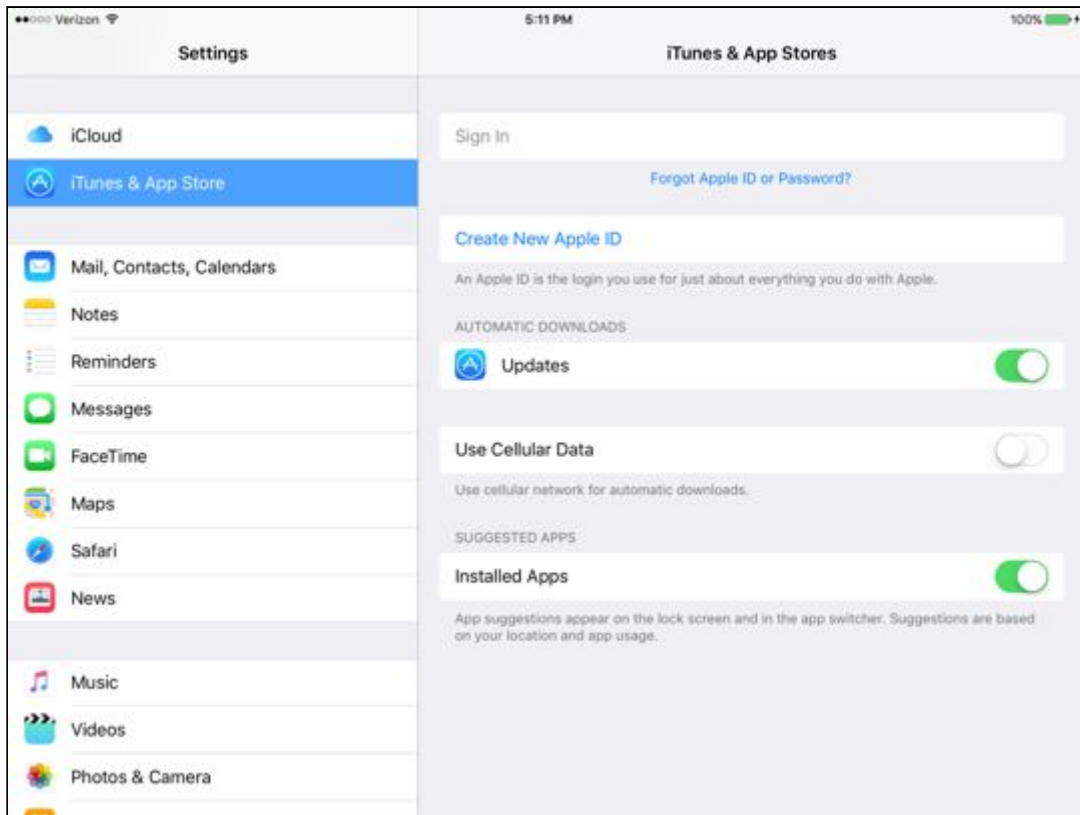 Verizon 5:11 PM 100%
Settings
iTunes & App Stores
iCloud
iTunes & App Store
Mail, Contacts, Calendars
Notes
Reminders
Messages
FaceTime
Maps
Safari
News
Music
Videos
Photos & Camera
Sign In
Forgot Apple ID or Password?
Create New Apple ID
An Apple ID is the login you use for just about everything you do with Apple.
AUTOMATIC DOWNLOADS
Updates
Use Cellular Data
Use cellular network for automatic downloads.
SUGGESTED APPS
Installed Apps
App suggestions appear on the lock screen and in the app switcher. Suggestions are based
on your location and app usage.